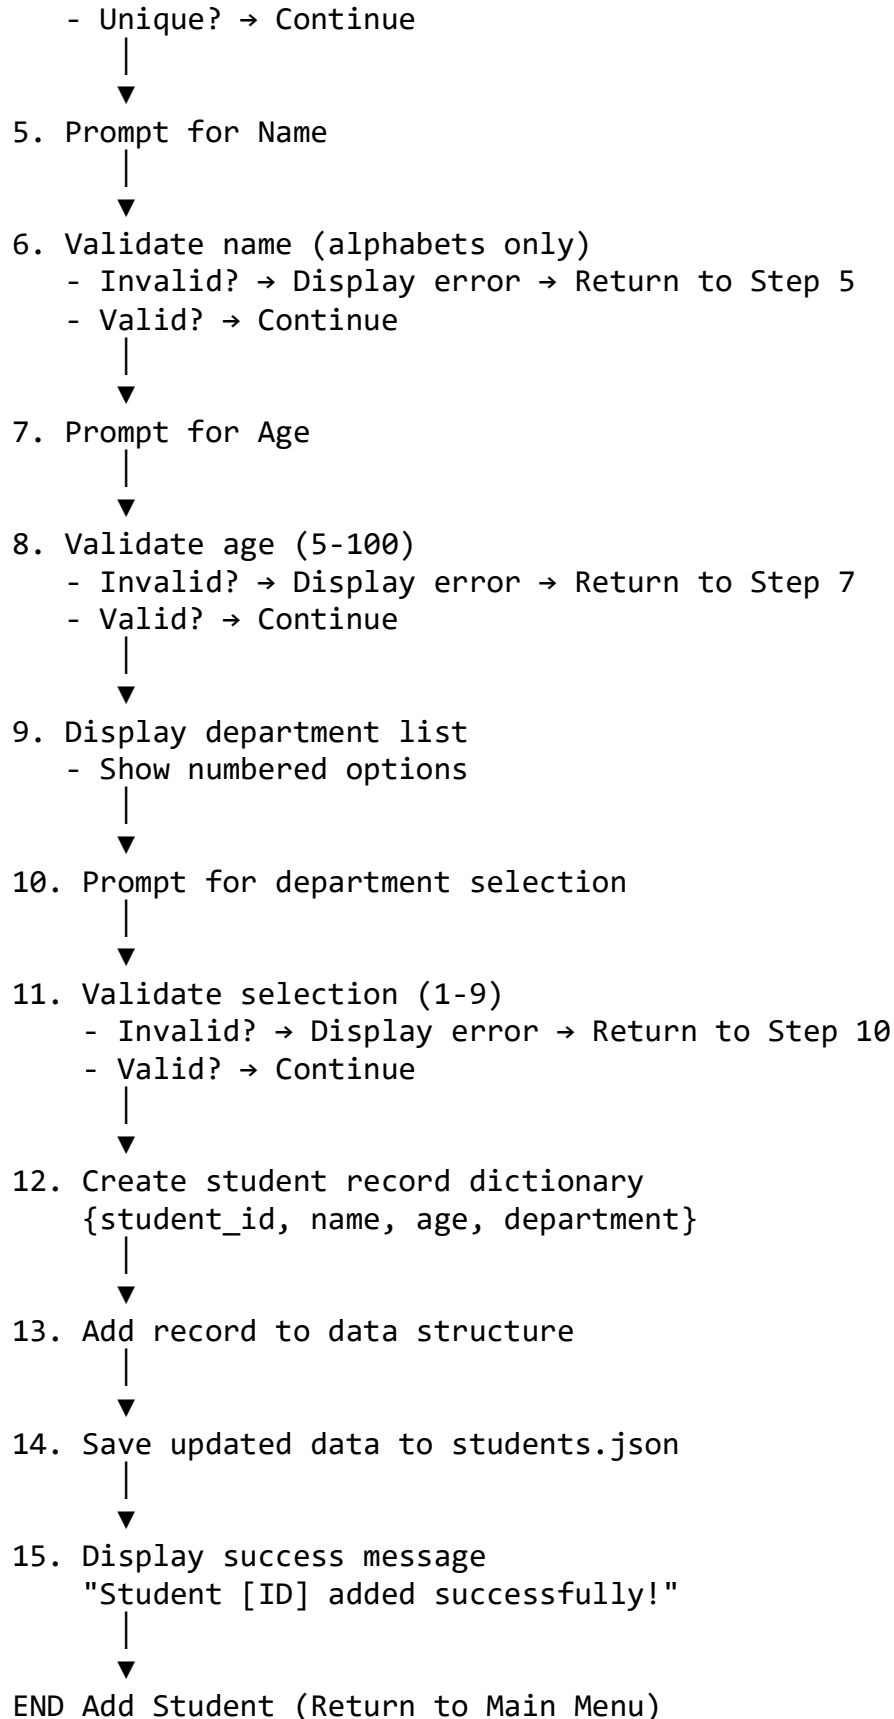 - Unique? → Continue
│
▼
5. Prompt for Name
│
▼
6. Validate name (alphabets only)
- Invalid? → Display error → Return to Step 5
- Valid? → Continue
│
▼
7. Prompt for Age
│
▼
8. Validate age (5-100)
- Invalid? → Display error → Return to Step 7
- Valid? → Continue
│
▼
9. Display department list
- Show numbered options
│
▼
10. Prompt for department selection
│
▼
11. Validate selection (1-9)
- Invalid? → Display error → Return to Step 10
- Valid? → Continue
│
▼
12. Create student record dictionary
{student_id, name, age, department}
│
▼
13. Add record to data structure
│
▼
14. Save updated data to students.json
│
▼
15. Display success message
"Student [ID] added successfully!"
│
▼
END Add Student (Return to Main Menu)